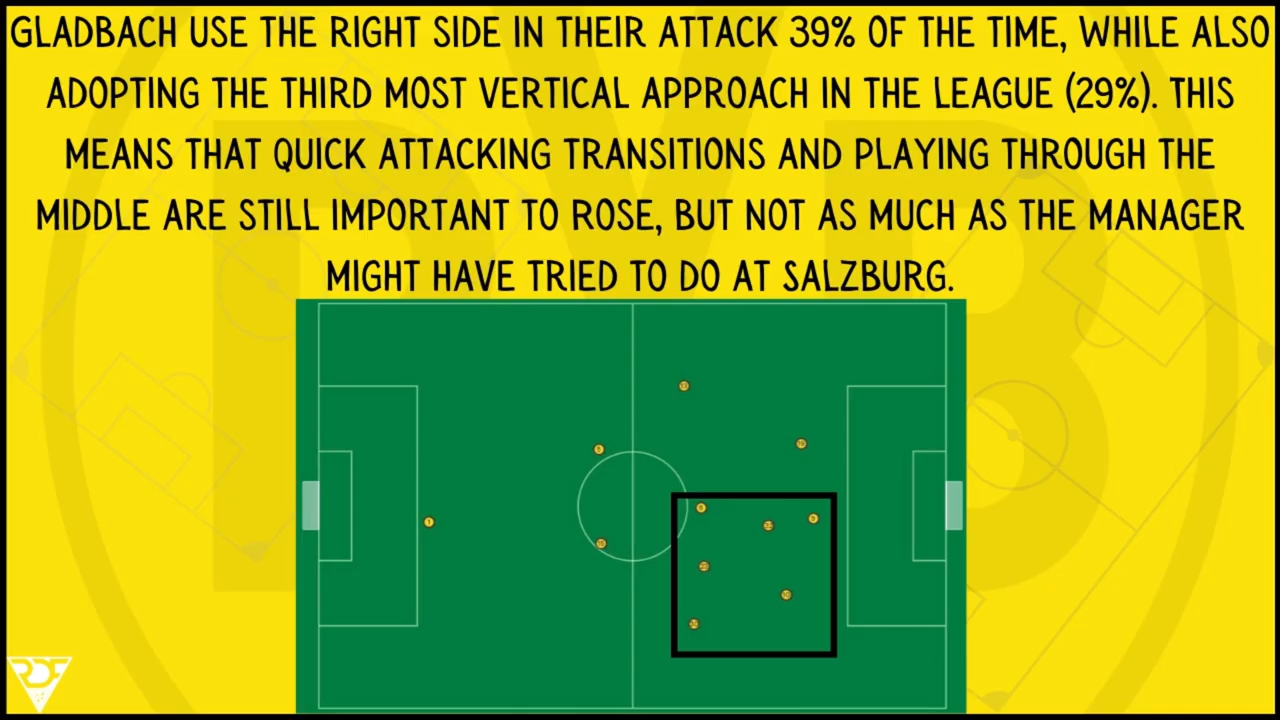 GLADBACH USE THE RIGHT SIDE IN THEIR ATTACK 39% OF THE TIME, WHILE ALSO
ADOPTING THE THIRD MOST VERTICAL APPROACH IN THE LEAGUE (29%). THIS
MEANS THAT QUICK ATTACKING TRANSITIONS AND PLAYING THROUGH THE
MIDDLE ARE STILL IMPORTANT TO ROSE, BUT NOT AS MUCH AS THE MANAGER
MIGHT HAVE TRIED TO DO AT SALZBURG.
1
RDF